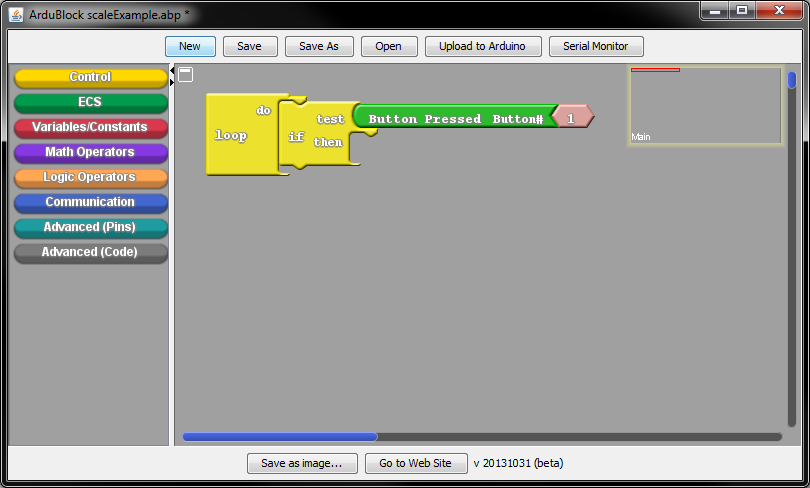 ArduBlock scaleExample.abp *
New Save Save As Open Upload to Arduino Serial Monitor
Control
ECS
Variables/Constants
Math Operators
Logic Operators
Communication
Advanced (Pins)
Advanced (Code)
do
loop
test
if
then
Button Pressed Button# 1
Main
Save as image... Go to Web Site v 20131031 (beta)